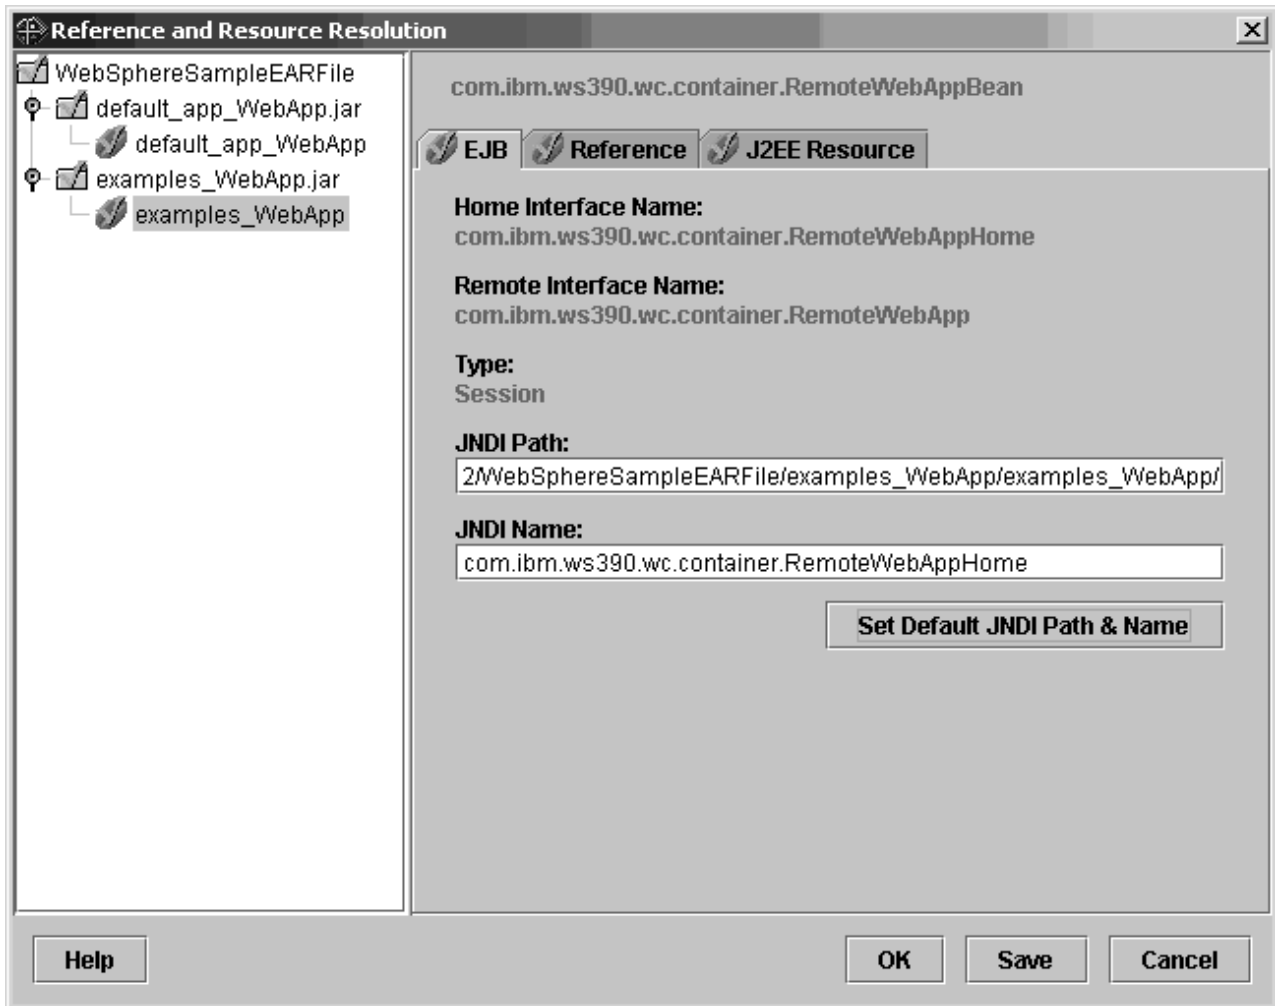 Reference and Resource Resolution
WebSphereSampleEARFile
default_app_WebApp.jar
default_app_WebApp
examples_WebApp.jar
examples_WebApp
com.ibm.ws390.wc.container.RemoteWebAppBean
EJB Reference J2EE Resource
Home Interface Name:
com.ibm.ws390.wc.container.RemoteWebAppHome
Remote Interface Name:
com.ibm.ws390.wc.container.RemoteWebApp
Type:
Session
JNDI Path:
2/WebSphereSampleEARFile/examples_WebApp/examples_WebApp/
JNDI Name:
com.ibm.ws390.wc.container.RemoteWebAppHome
Set Default JNDI Path & Name
Help OK Save Cancel